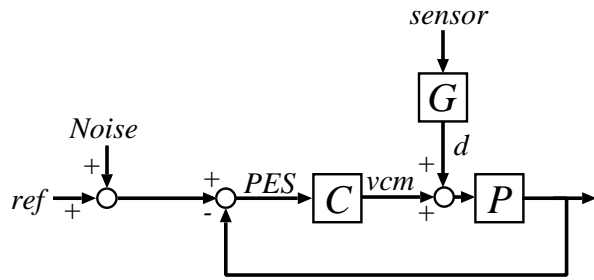 sensor
G
Noise
d
+
+
+
PES
vcm
ref
+
-
C
+
P